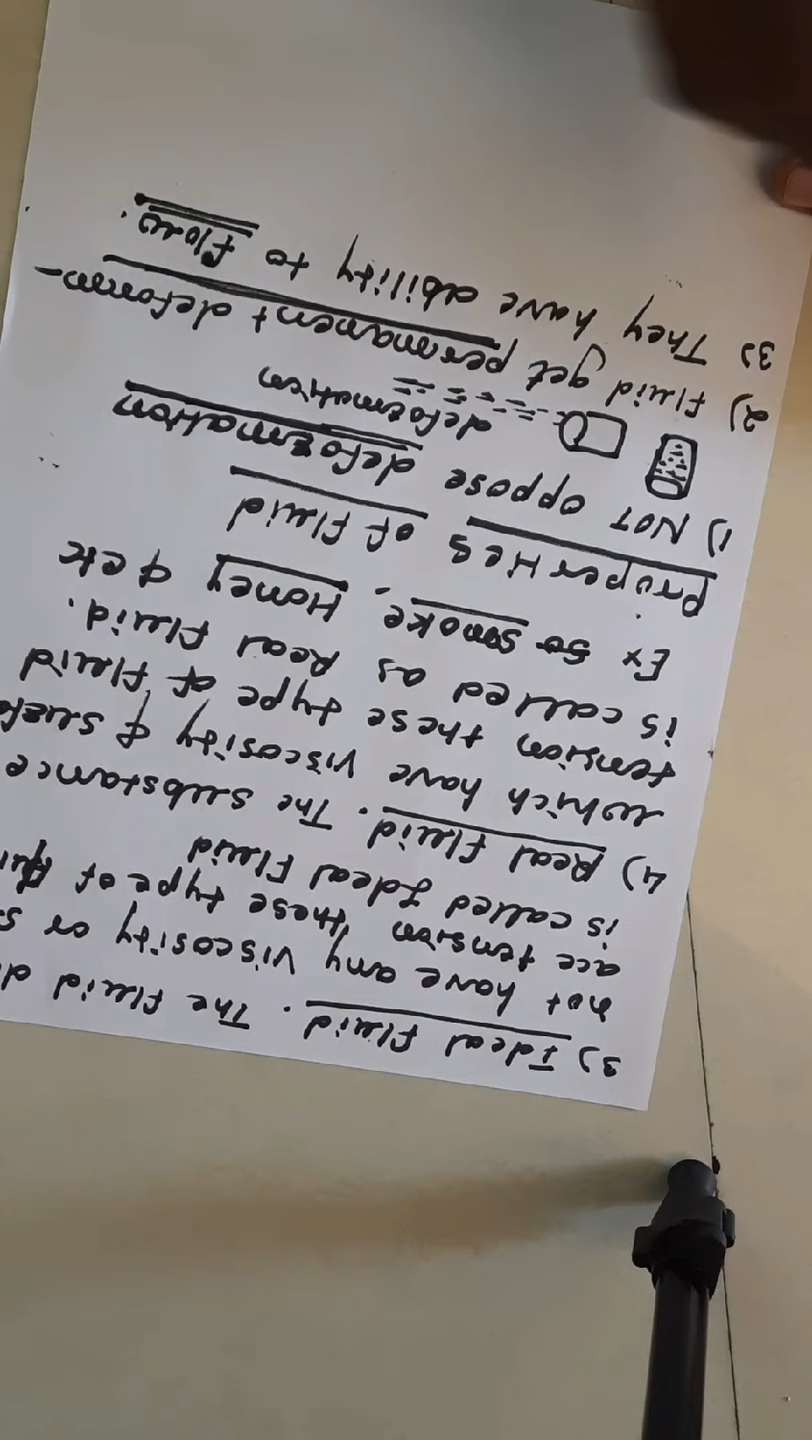 3) Ideal Fluid. The Fluid d
not have any viscosity or s
ace tension these type of
is called Ideal Fluid
4) Real Fluid. The substance
which have viscosity & surf
tension these type of fluid
is called as Real Fluid.
Ex smoke, Honey & etc
Properties of Fluid
1) NOT oppose deformation
deformation
2) Fluid get permanent deformn-
3) They have ability to flow.